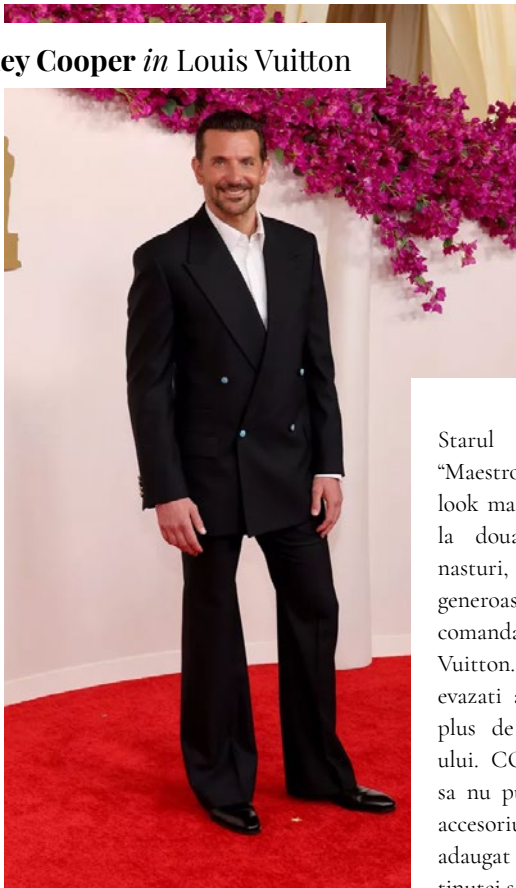 ey Cooper in Louis Vuitton
Starul
“Maestro
look ma
la doua
nasturi,
generoas
comanda
Vuitton.
evazati a
plus de
ului. CO
sa nu pu
accesoriu
adaugat
tinutei s